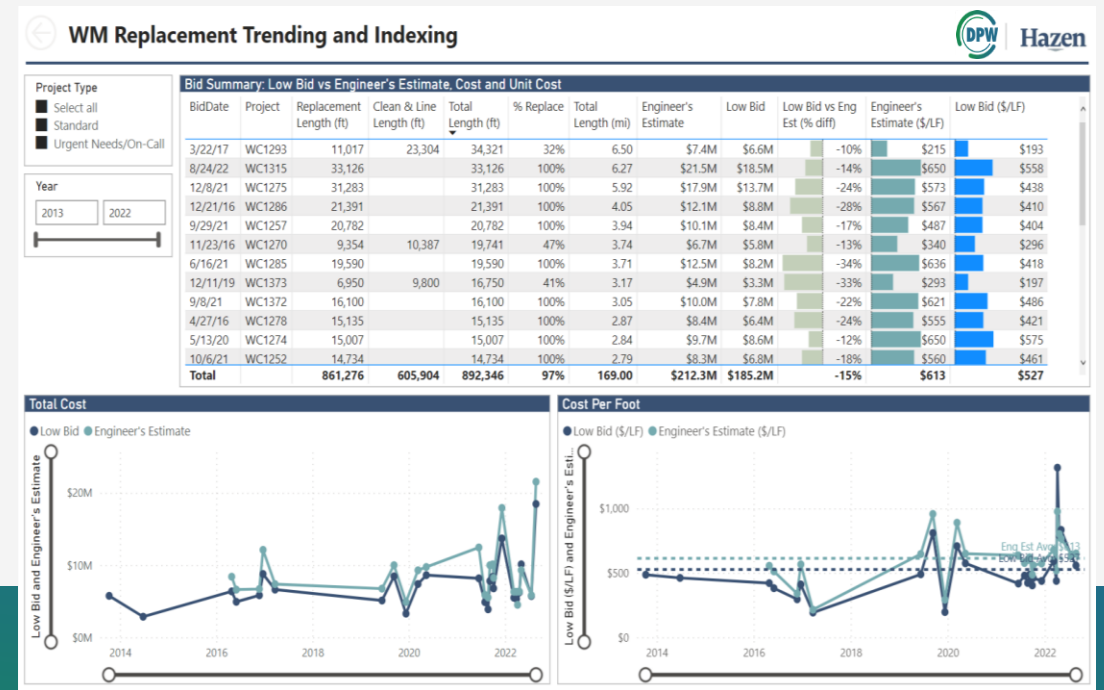 WM Replacement Trending and Indexing
DPW
Hazen
Project Type
Select all
Standard
Urgent Needs/On-Call
Year
2013 2022
Bid Summary: Low Bid vs Engineer's Estimate, Cost and Unit Cost
BidDate Project Replacement Length (ft) Clean & Line Length (ft) Total Length (ft) % Replace Total Length (mi) Engineer's Estimate Low Bid Low Bid vs Eng Est (% diff) Engineer's Estimate ($/LF) Low Bid ($/LF)
3/22/17 WC1293 11,017 23,304 34,321 32% 6.50 $7.4M $6.6M -10% $215 $193
8/24/22 WC1315 33,126 33,126 100% 6.27 $21.5M $18.5M -14% $650 $558
12/8/21 WC1275 31,283 31,283 100% 5.92 $17.9M $13.7M -24% $573 $438
12/21/16 WC1286 21,391 21,391 100% 4.05 $12.1M $8.8M -28% $567 $410
9/29/21 WC1257 20,782 20,782 100% 3.94 $10.1M $8.4M -17% $487 $404
11/23/16 WC1270 9,354 10,387 19,741 47% 3.74 $6.7M $5.8M -13% $340 $296
6/16/21 WC1285 19,590 19,590 100% 3.71 $12.5M $8.2M -34% $636 $418
12/11/19 WC1373 6,950 9,800 16,750 41% 3.17 $4.9M $3.3M -33% $293 $197
9/8/21 WC1372 16,100 16,100 100% 3.05 $10.0M $7.8M -22% $621 $486
4/27/16 WC1278 15,135 15,135 100% 2.87 $8.4M $6.4M -24% $555 $421
5/13/20 WC1274 15,007 15,007 100% 2.84 $9.7M $8.6M -12% $650 $575
10/6/21 WC1252 14,734 14,734 100% 2.79 $8.3M $6.8M -18% $560 $461
Total 861,276 605,904 892,346 97% 169.00 $212.3M $185.2M -15% $613 $527
Total Cost
Low Bid Engineer's Estimate
Low Bid and Engineer's Estimate
$20M
$10M
$0M
2014 2016 2018 2020 2022
Cost Per Foot
Low Bid ($/LF) Engineer's Estimate ($/LF)
Low Bid ($/LF) and Engineer's Esti...
$1,000
$500
$0
Eng Est Avg
2014 2016 2018 2020 2022